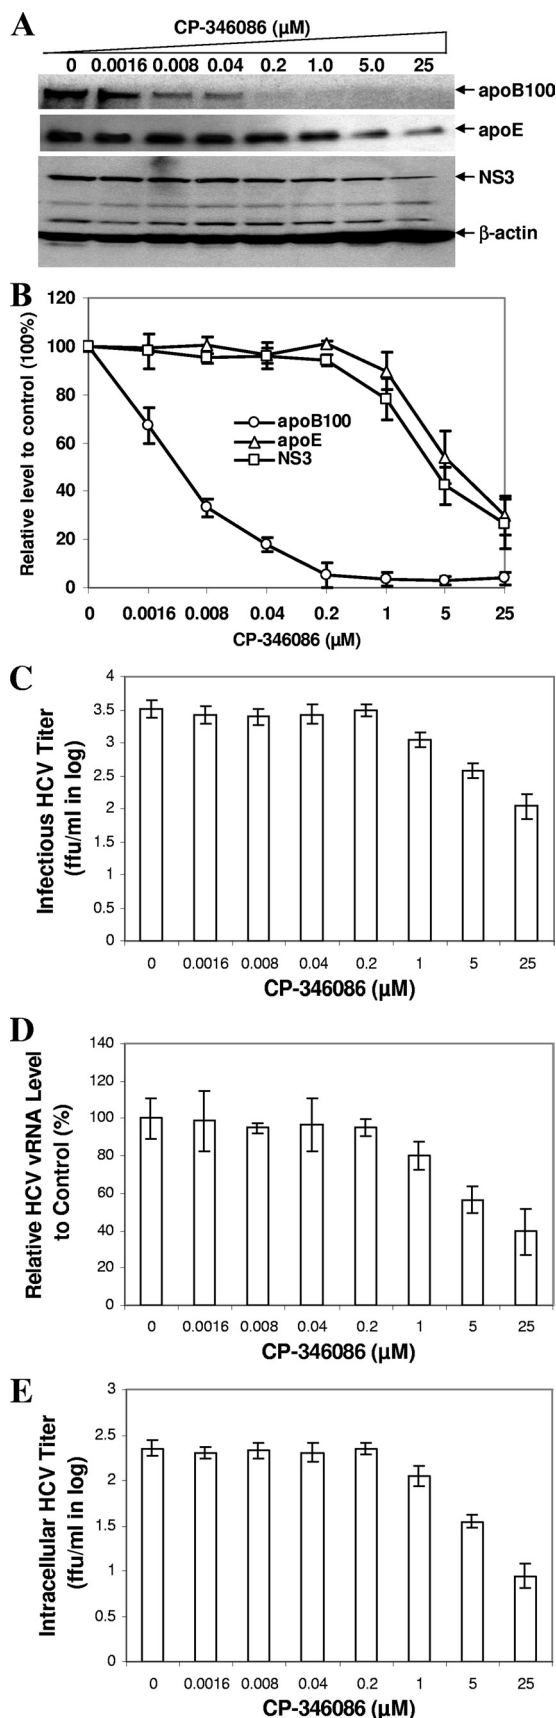 A
CP-346086 (µM)
0 0.0016 0.008 0.04 0.2 1.0 5.0 25
apoB100
apoE
NS3
β-actin
B
Relative level to control (100%)
120
100
80
60
40
20
0
apoB100
apoE
NS3
0 0.0016 0.008 0.04 0.2 1 5 25
CP-346086 (µM)
C
Infectious HCV Titer
(ffu/ml in log)
4
3.5
3
2.5
2
1.5
1
0.5
0
0 0.0016 0.008 0.04 0.2 1 5 25
CP-346086 (µM)
D
Relative HCV vRNA Level
to Control (%)
140
120
100
80
60
40
20
0
0 0.0016 0.008 0.04 0.2 1 5 25
CP-346086 (µM)
E
Intracellular HCV Titer
(ffu/ml in log)
3
2.5
2
1.5
1
0.5
0
0 0.0016 0.008 0.04 0.2 1 5 25
CP-346086 (µM)